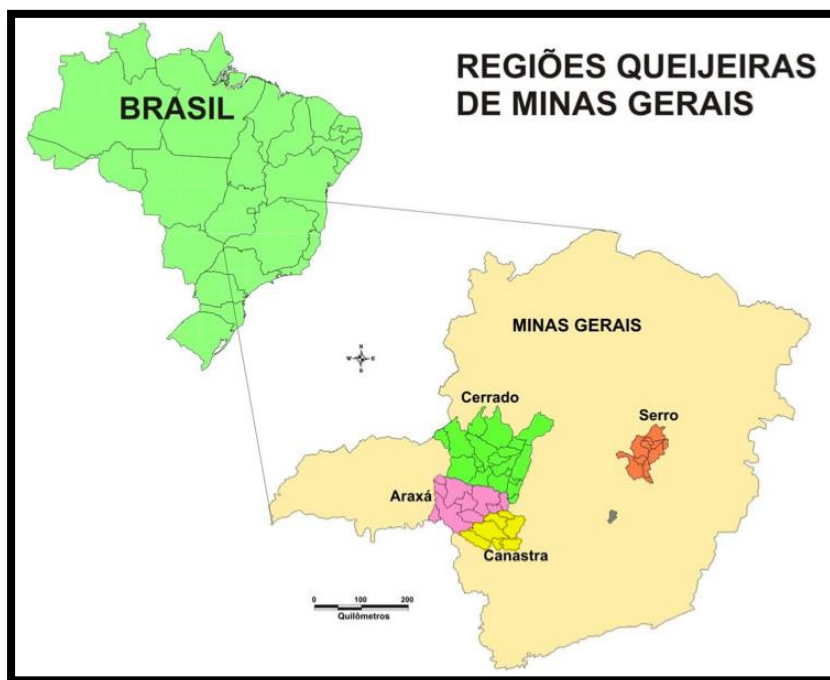 REGIÕES QUEIJEIRAS
DE MINAS GERAIS
BRASIL
MINAS GERAIS
N
W E
S
Cerrado
Serro
Araxá
Canastra
0 100 200
Quilômetros